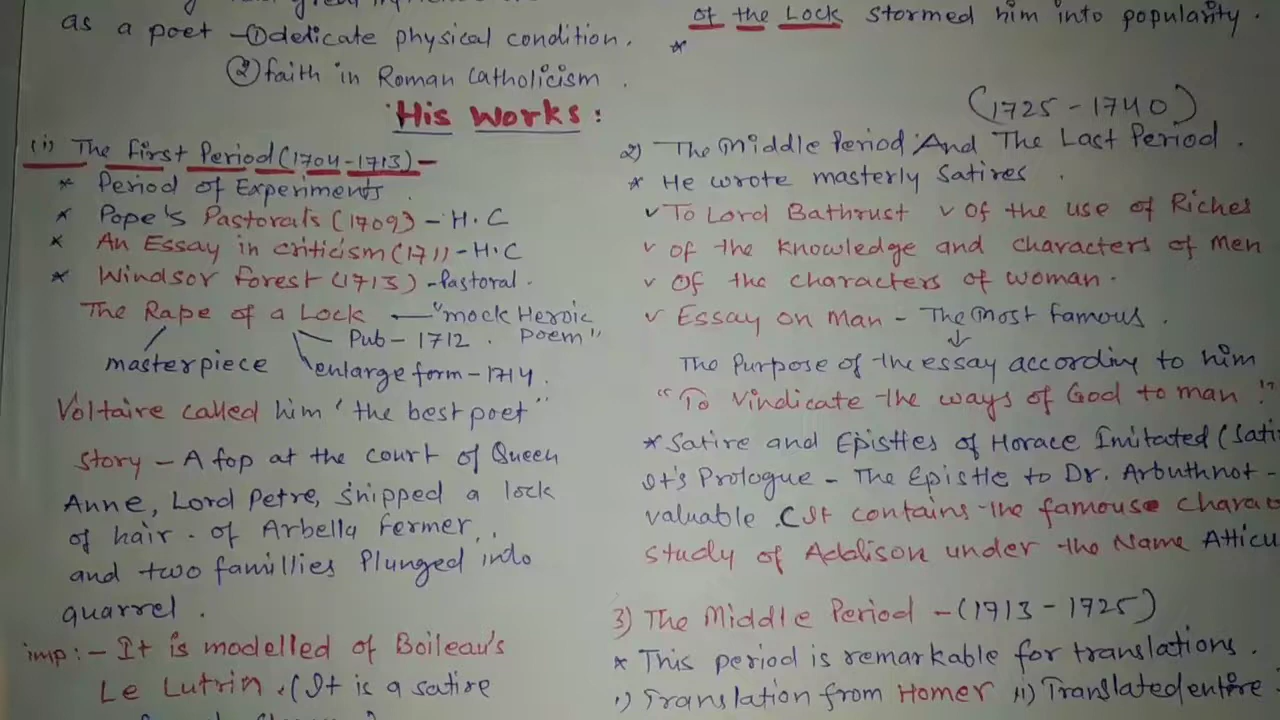 as a poet - ① dedicate physical condition.
② faith in Roman Catholicism.
His Works:
(i) The First Period (1704-1713) -
* Period of Experiments.
* Pope's Pastorals (1709) - H.C
* An Essay in criticism (1711 - H.C
* Windsor Forest (1713) - Pastoral.
The Rape of a Lock — "mock Heroic
Pub - 1712. Poem"
masterpiece enlarge form - 1714.
Voltaire called him 'the best poet"
Story - A fop at the court of Queen
Anne, Lord Petre, snipped a lock
of hair. of Arbella Fermer..
and two famillies Plunged into
quarrel.
imp: - It is modelled of Boileau's
Le Lutrin. (It is a satire
of the Lock stormed him into popularity.
*
(1725 - 1740)
2) The Middle Period And The Last Period.
* He wrote masterly Satires.
✓ To Lord Bathrust ✓ Of the use of Riches
✓ of the Knowledge and characters of Men
✓ Of the characters of woman.
✓ Essay on Man - The Most famous.
↓
The Purpose of the essay according to him
"To Vindicate the ways of God to man!"
* Satire and Epistles of Horace Imitated (Sati
It's Prologue - The Epistle to Dr. Arbuthnot -
valuable. (It contains the famouse Charac
study of Addison under the Name Atticu
3) The Middle Period - (1713 - 1725)
* This period is remarkable for translations.
i) Translation from Homer ii) Translated entire